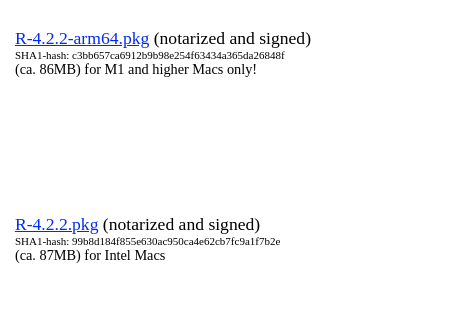 R-4.2.2-arm64.pkg (notarized and signed)
SHA1-hash: c3bb657ca6912b9b98e254f63434a365da26848f
(ca. 86MB) for M1 and higher Macs only!
R-4.2.2.pkg (notarized and signed)
SHA1-hash: 99b8d184f855e630ac950ca4e62cb7fc9a1f7b2e
(ca. 87MB) for Intel Macs